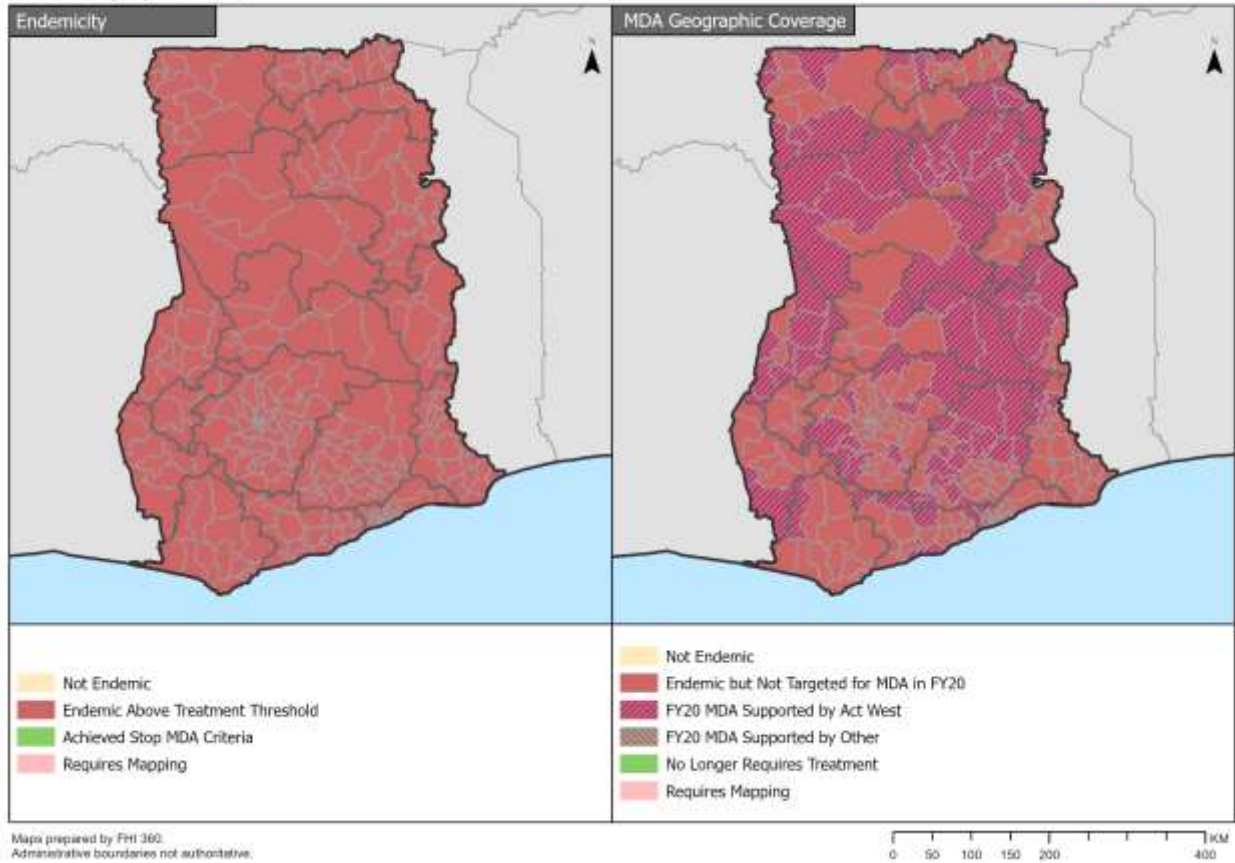 Endemicity
N
Not Endemic
Endemic Above Treatment Threshold
Achieved Stop MDA Criteria
Requires Mapping
MDA Geographic Coverage
N
Not Endemic
Endemic but Not Targeted for MDA in FY20
FY20 MDA Supported by Act West
FY20 MDA Supported by Other
No Longer Requires Treatment
Requires Mapping
Maps prepared by FHI 360.
Administrative boundaries not authoritative.
KM
0 50 100 150 200 400